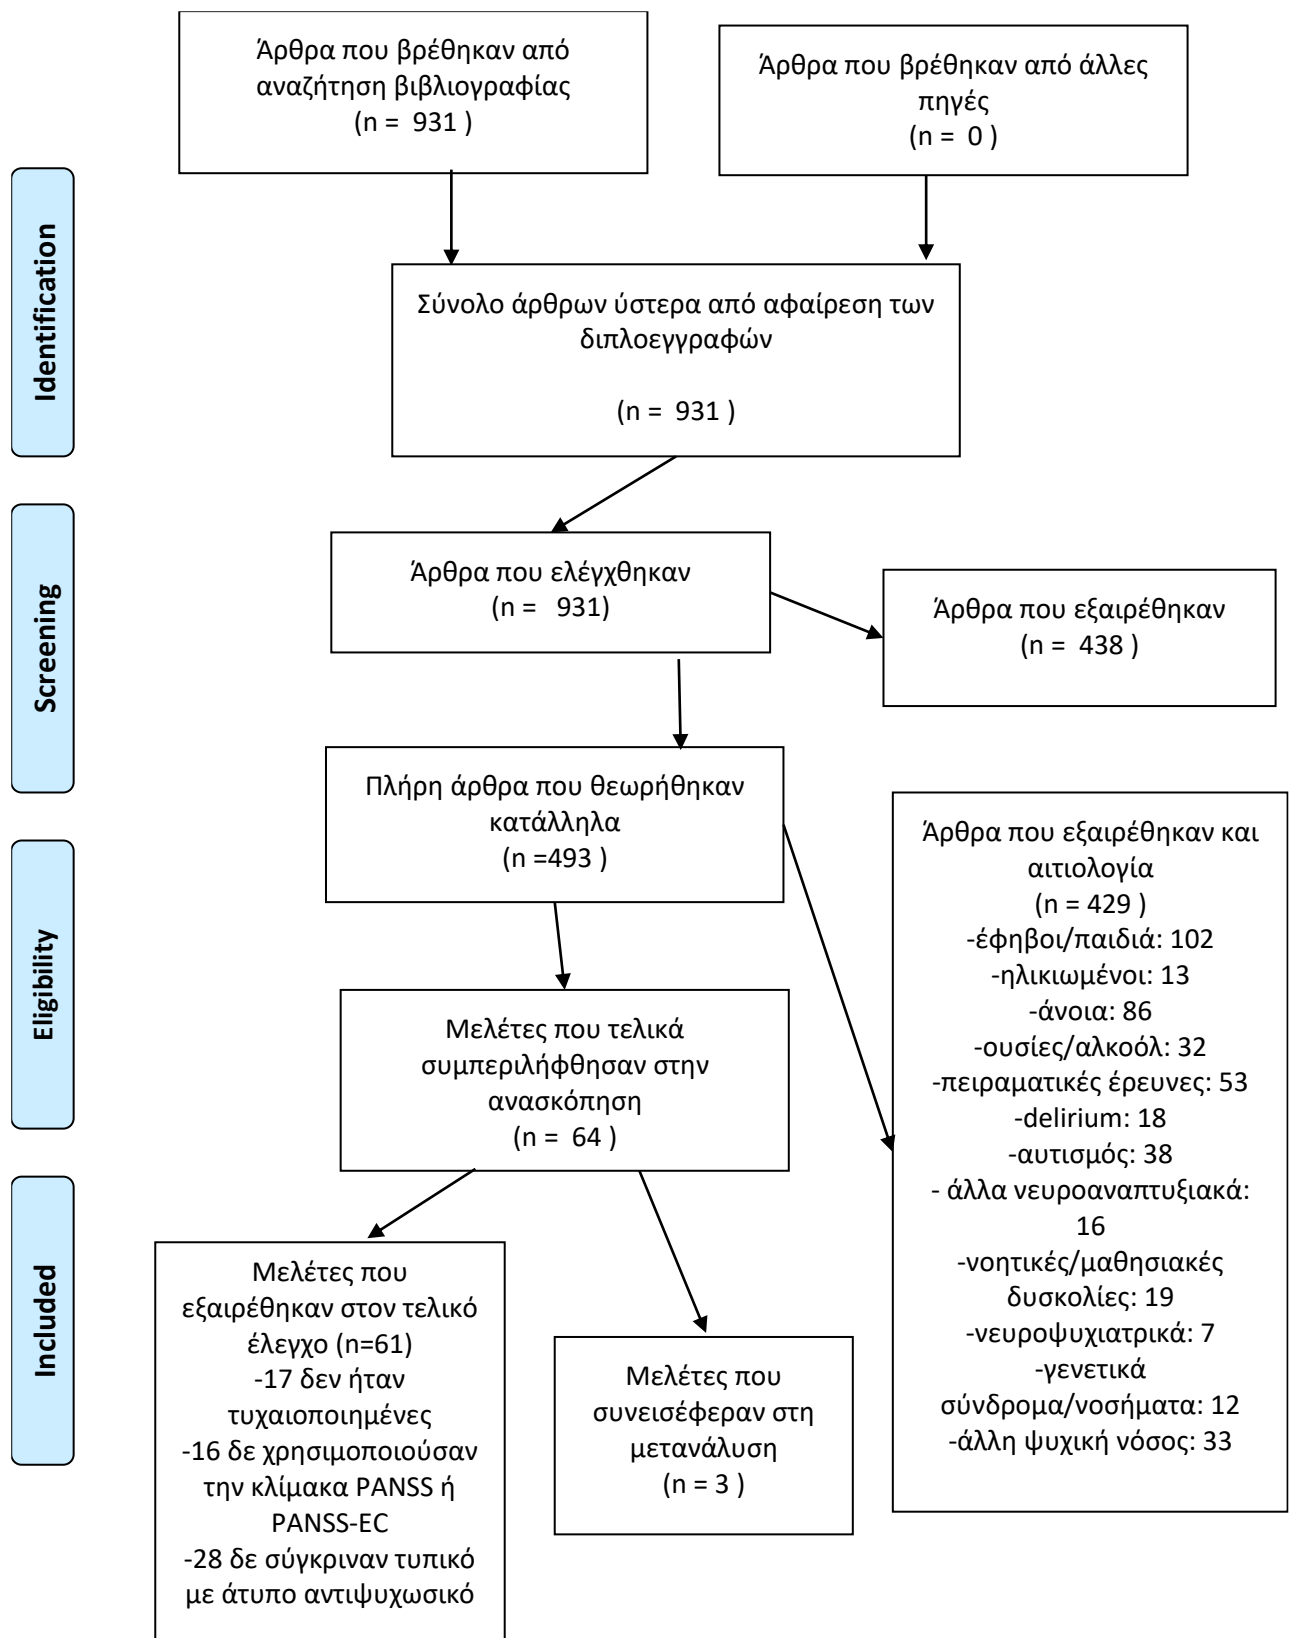 Άρθρα που βρέθηκαν από
αναζήτηση βιβλιογραφίας
(n = 931 )
Άρθρα που βρέθηκαν από άλλες
πηγές
(n = 0 )
Identification
Σύνολο άρθρων ύστερα από αφαίρεση των
διπλοεγγραφών
(n = 931 )
Screening
Άρθρα που ελέγχθηκαν
(n = 931)
Άρθρα που εξαιρέθηκαν
(n = 438 )
Πλήρη άρθρα που θεωρήθηκαν
κατάλληλα
(n =493 )
Άρθρα που εξαιρέθηκαν και
αιτιολογία
(n = 429 )
-έφηβοι/παιδιά: 102
-ηλικιωμένοι: 13
-άνοια: 86
-ουσίες/αλκοόλ: 32
-πειραματικές έρευνες: 53
-delirium: 18
-αυτισμός: 38
- άλλα νευροαναπτυξιακά:
16
-νοητικές/μαθησιακές
δυσκολίες: 19
-νευροψυχιατρικά: 7
-γενετικά
σύνδρομα/νοσήματα: 12
-άλλη ψυχική νόσος: 33
Eligibility
Μελέτες που τελικά
συμπεριλήφθησαν στην
ανασκόπηση
(n = 64 )
Included
Μελέτες που
εξαιρέθηκαν στον τελικό
έλεγχο (n=61)
-17 δεν ήταν
τυχαιοποιημένες
-16 δε χρησιμοποιούσαν
την κλίμακα PANSS ή
PANSS-EC
-28 δε σύγκριναν τυπικό
με άτυπο αντιψυχωσικό
Μελέτες που
συνεισέφεραν στη
μετανάλυση
(n = 3 )